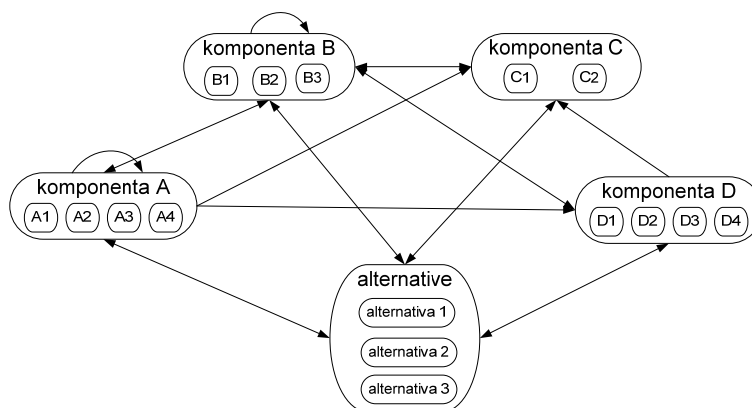 komponenta B
B1 B2 B3
komponenta C
C1 C2
komponenta A
A1 A2 A3 A4
komponenta D
D1 D2 D3 D4
alternative
alternativa 1
alternativa 2
alternativa 3